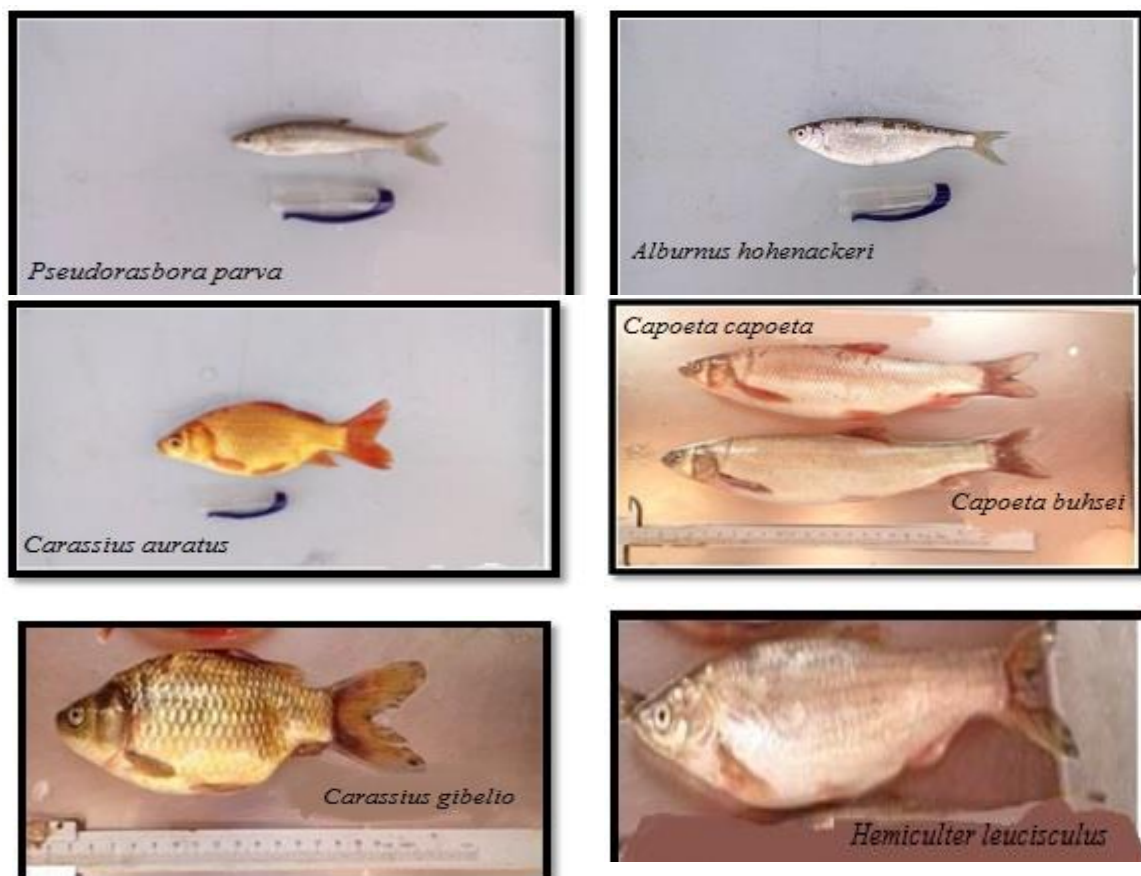 Pseudorasbora parva
Alburnus hohenackeri
Carassius auratus
Capoeta capoeta
Capoeta buhsei
Carassius gibelio
Hemiculter leucisculus